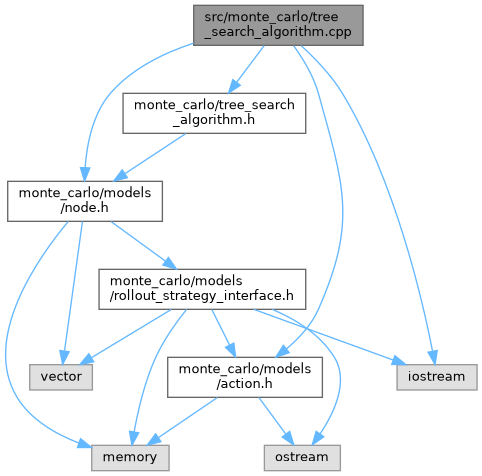 src/monte_carlo/tree
_search_algorithm.cpp
monte_carlo/tree_search
_algorithm.h
monte_carlo/models
/node.h
monte_carlo/models
/rollout_strategy_interface.h
vector
monte_carlo/models
/action.h
iostream
memory
ostream